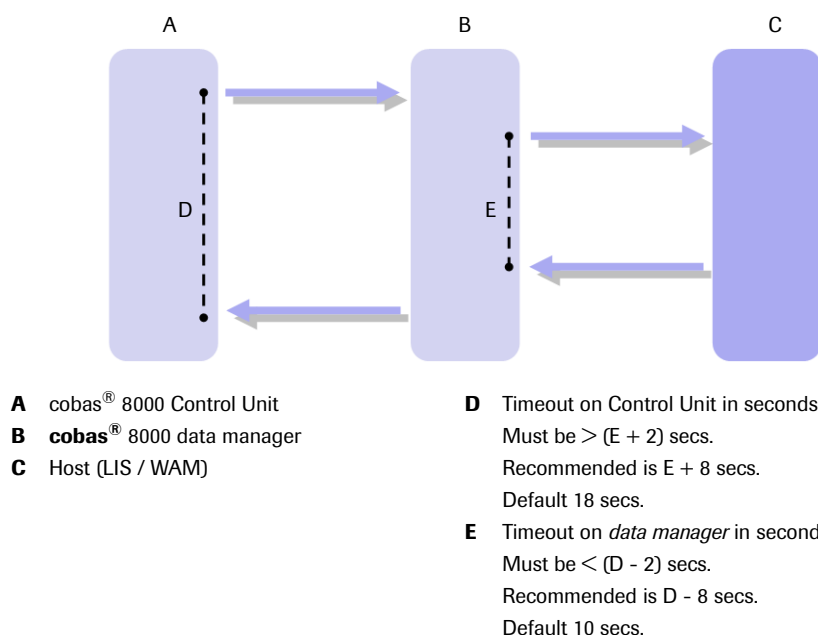 A
B
C
D
E
A cobas® 8000 Control Unit
B cobas® 8000 data manager
C Host (LIS / WAM)
D Timeout on Control Unit in seconds
Must be > (E + 2) secs.
Recommended is E + 8 secs.
Default 18 secs.
E Timeout on data manager in second
Must be < (D - 2) secs.
Recommended is D - 8 secs.
Default 10 secs.